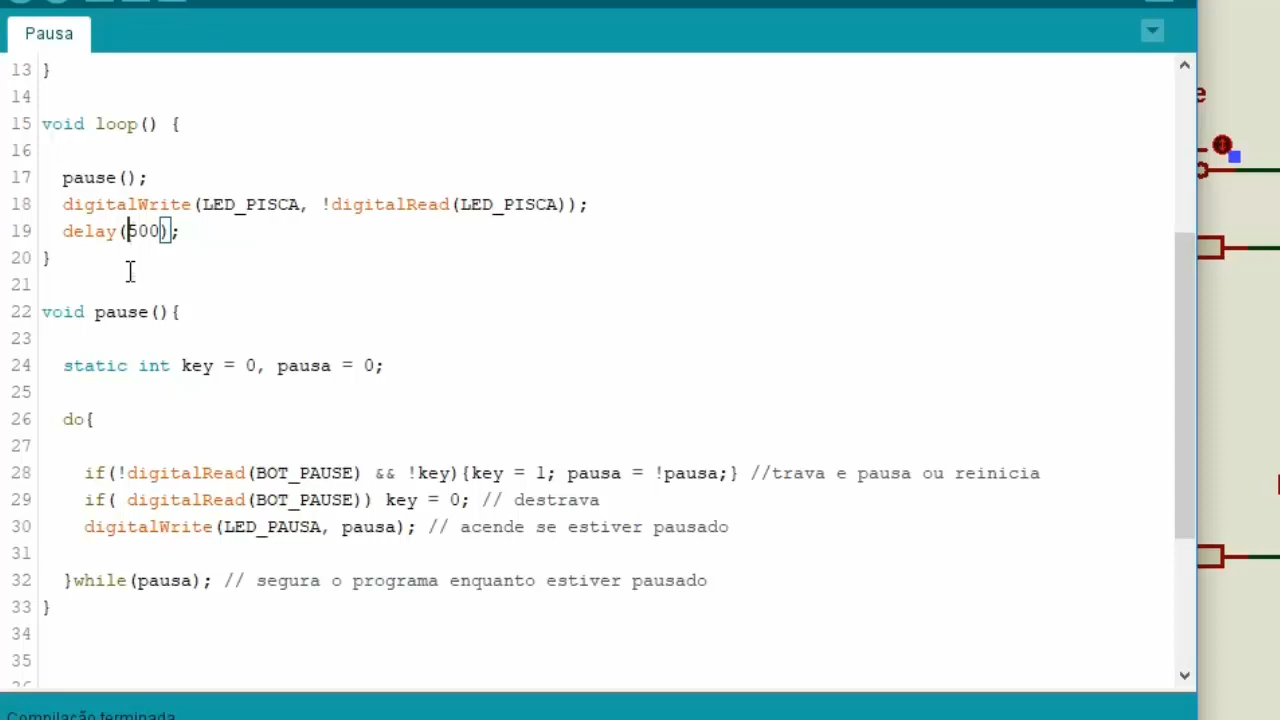 Pausa
13 }
14
15 void loop() {
16
17 pause();
18 digitalWrite(LED_PISCA, !digitalRead(LED_PISCA));
19 delay(500);
20 }
21
22 void pause(){
23
24 static int key = 0, pausa = 0;
25
26 do{
27
28 if(!digitalRead(BOT_PAUSE) && !key){key = 1; pausa = !pausa;} //trava e pausa ou reinicia
29 if( digitalRead(BOT_PAUSE)) key = 0; // destrava
30 digitalWrite(LED_PAUSA, pausa); // acende se estiver pausado
31
32 }while(pausa); // segura o programa enquanto estiver pausado
33 }
34
35
Compilação terminada